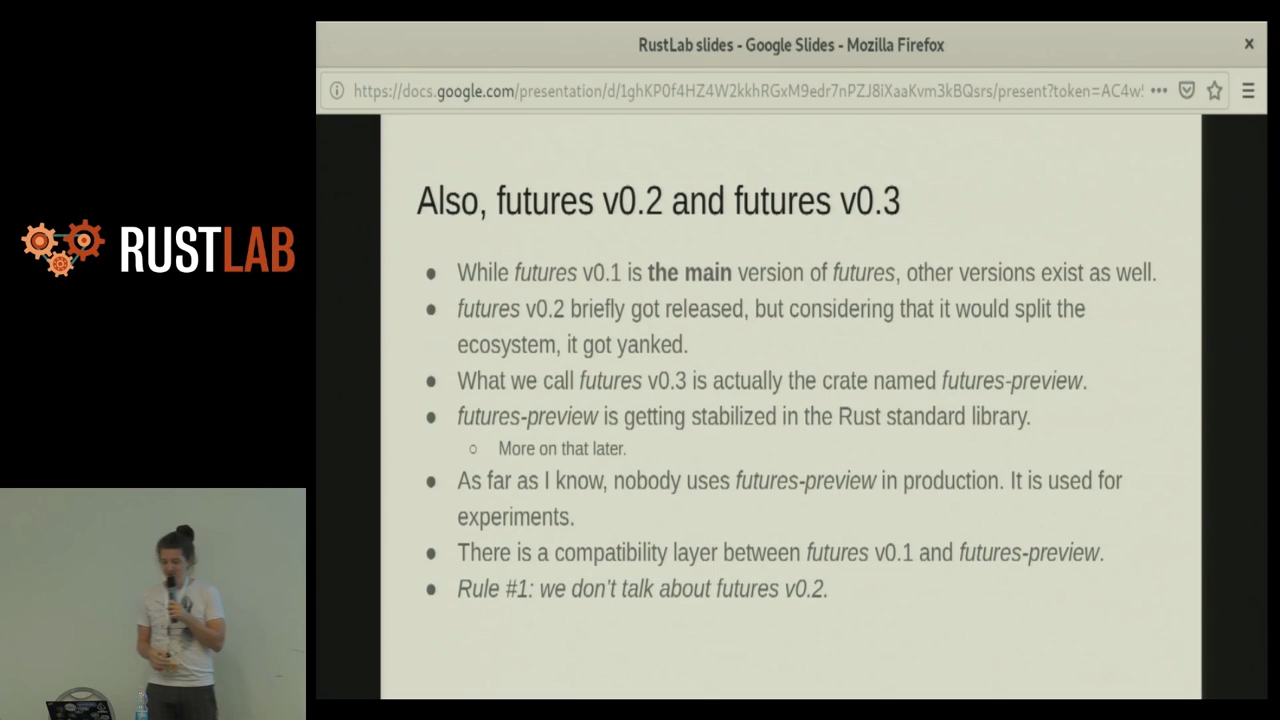 RustLab slides - Google Slides - Mozilla Firefox
https://docs.google.com/presentation/d/1ghKP0f4HZ4W2kkhRGxM9edr7nPZJ8iXaaKvm3kBQsrs/present?token=AC4w!
Also, futures v0.2 and futures v0.3
● While futures v0.1 is the main version of futures, other versions exist as well.
● futures v0.2 briefly got released, but considering that it would split the
ecosystem, it got yanked.
● What we call futures v0.3 is actually the crate named futures-preview.
● futures-preview is getting stabilized in the Rust standard library.
○ More on that later.
● As far as I know, nobody uses futures-preview in production. It is used for
experiments.
● There is a compatibility layer between futures v0.1 and futures-preview.
● Rule #1: we don't talk about futures v0.2.
RUSTLAB